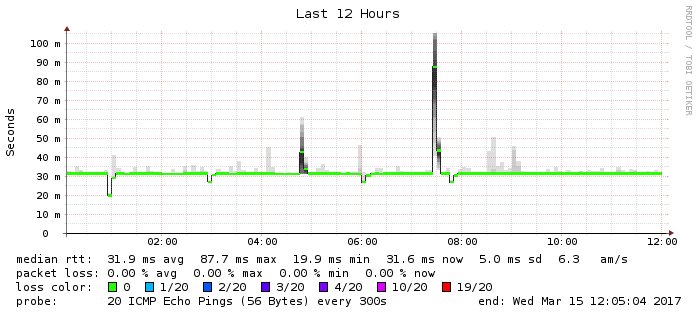 Last 12 Hours
RRDTOOL / TOBI OETIKER
Seconds
100 m
90 m
80 m
70 m
60 m
50 m
40 m
30 m
20 m
10 m
0
02:00 04:00 06:00 08:00 10:00 12:00
median rtt: 31.9 ms avg 87.7 ms max 19.9 ms min 31.6 ms now 5.0 ms sd 6.3 am/s
packet loss: 0.00 % avg 0.00 % max 0.00 % min 0.00 % now
loss color: 0 1/20 2/20 3/20 4/20 10/20 19/20
probe: 20 ICMP Echo Pings (56 Bytes) every 300s end: Wed Mar 15 12:05:04 2017